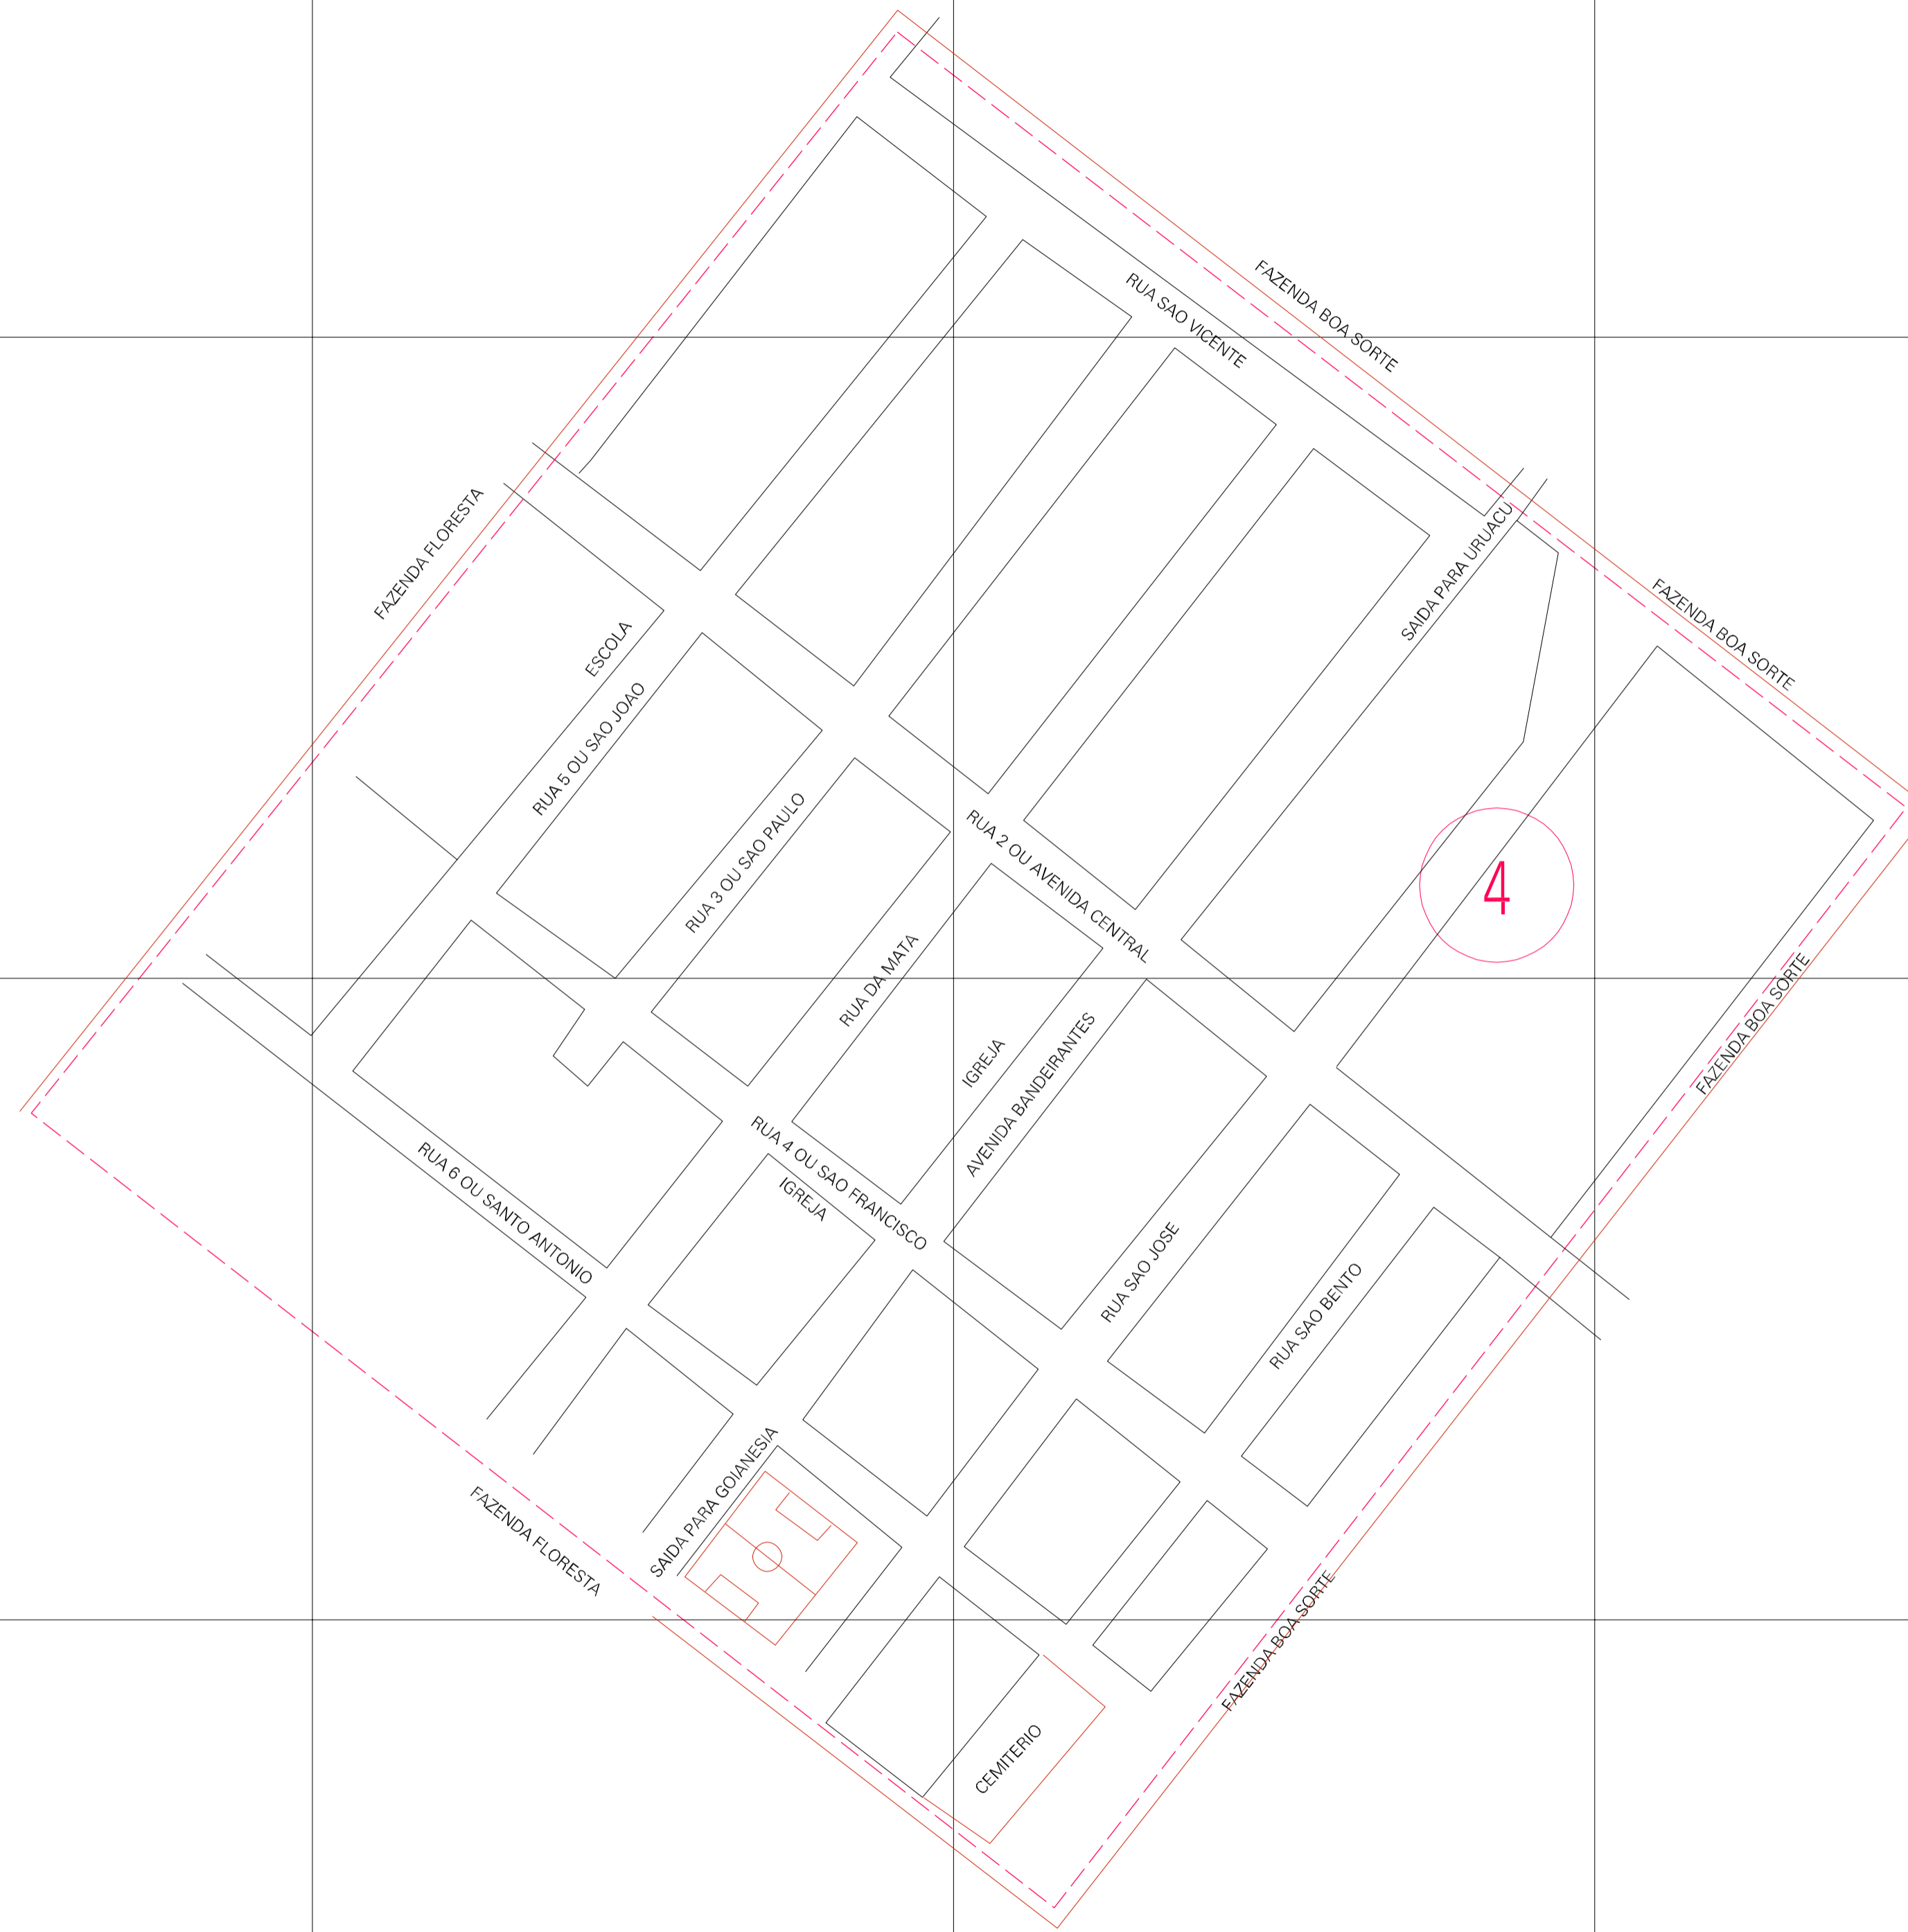 FAZENDA BOA SORTE
RUA SAO VICENTE
FAZENDA FLORESTA
SAIDA PARA URUACU
FAZENDA BOA SORTE
ESCOLA
RUA 5 OU SAO JOAO
RUA 3 OU SAO PAULO
RUA 2 OU AVENIDA CENTRAL
4
RUA DA MATA
FAZENDA BOA SORTE
IGREJA
AVENIDA BANDEIRANTES
RUA 4 OU SAO FRANCISCO
IGREJA
RUA 6 OU SANTO ANTONIO
RUA SAO JOSE
RUA SAO BENTO
SAIDA PARA GOIANESIA
FAZENDA FLORESTA
FAZENDA BOA SORTE
CEMITERIO